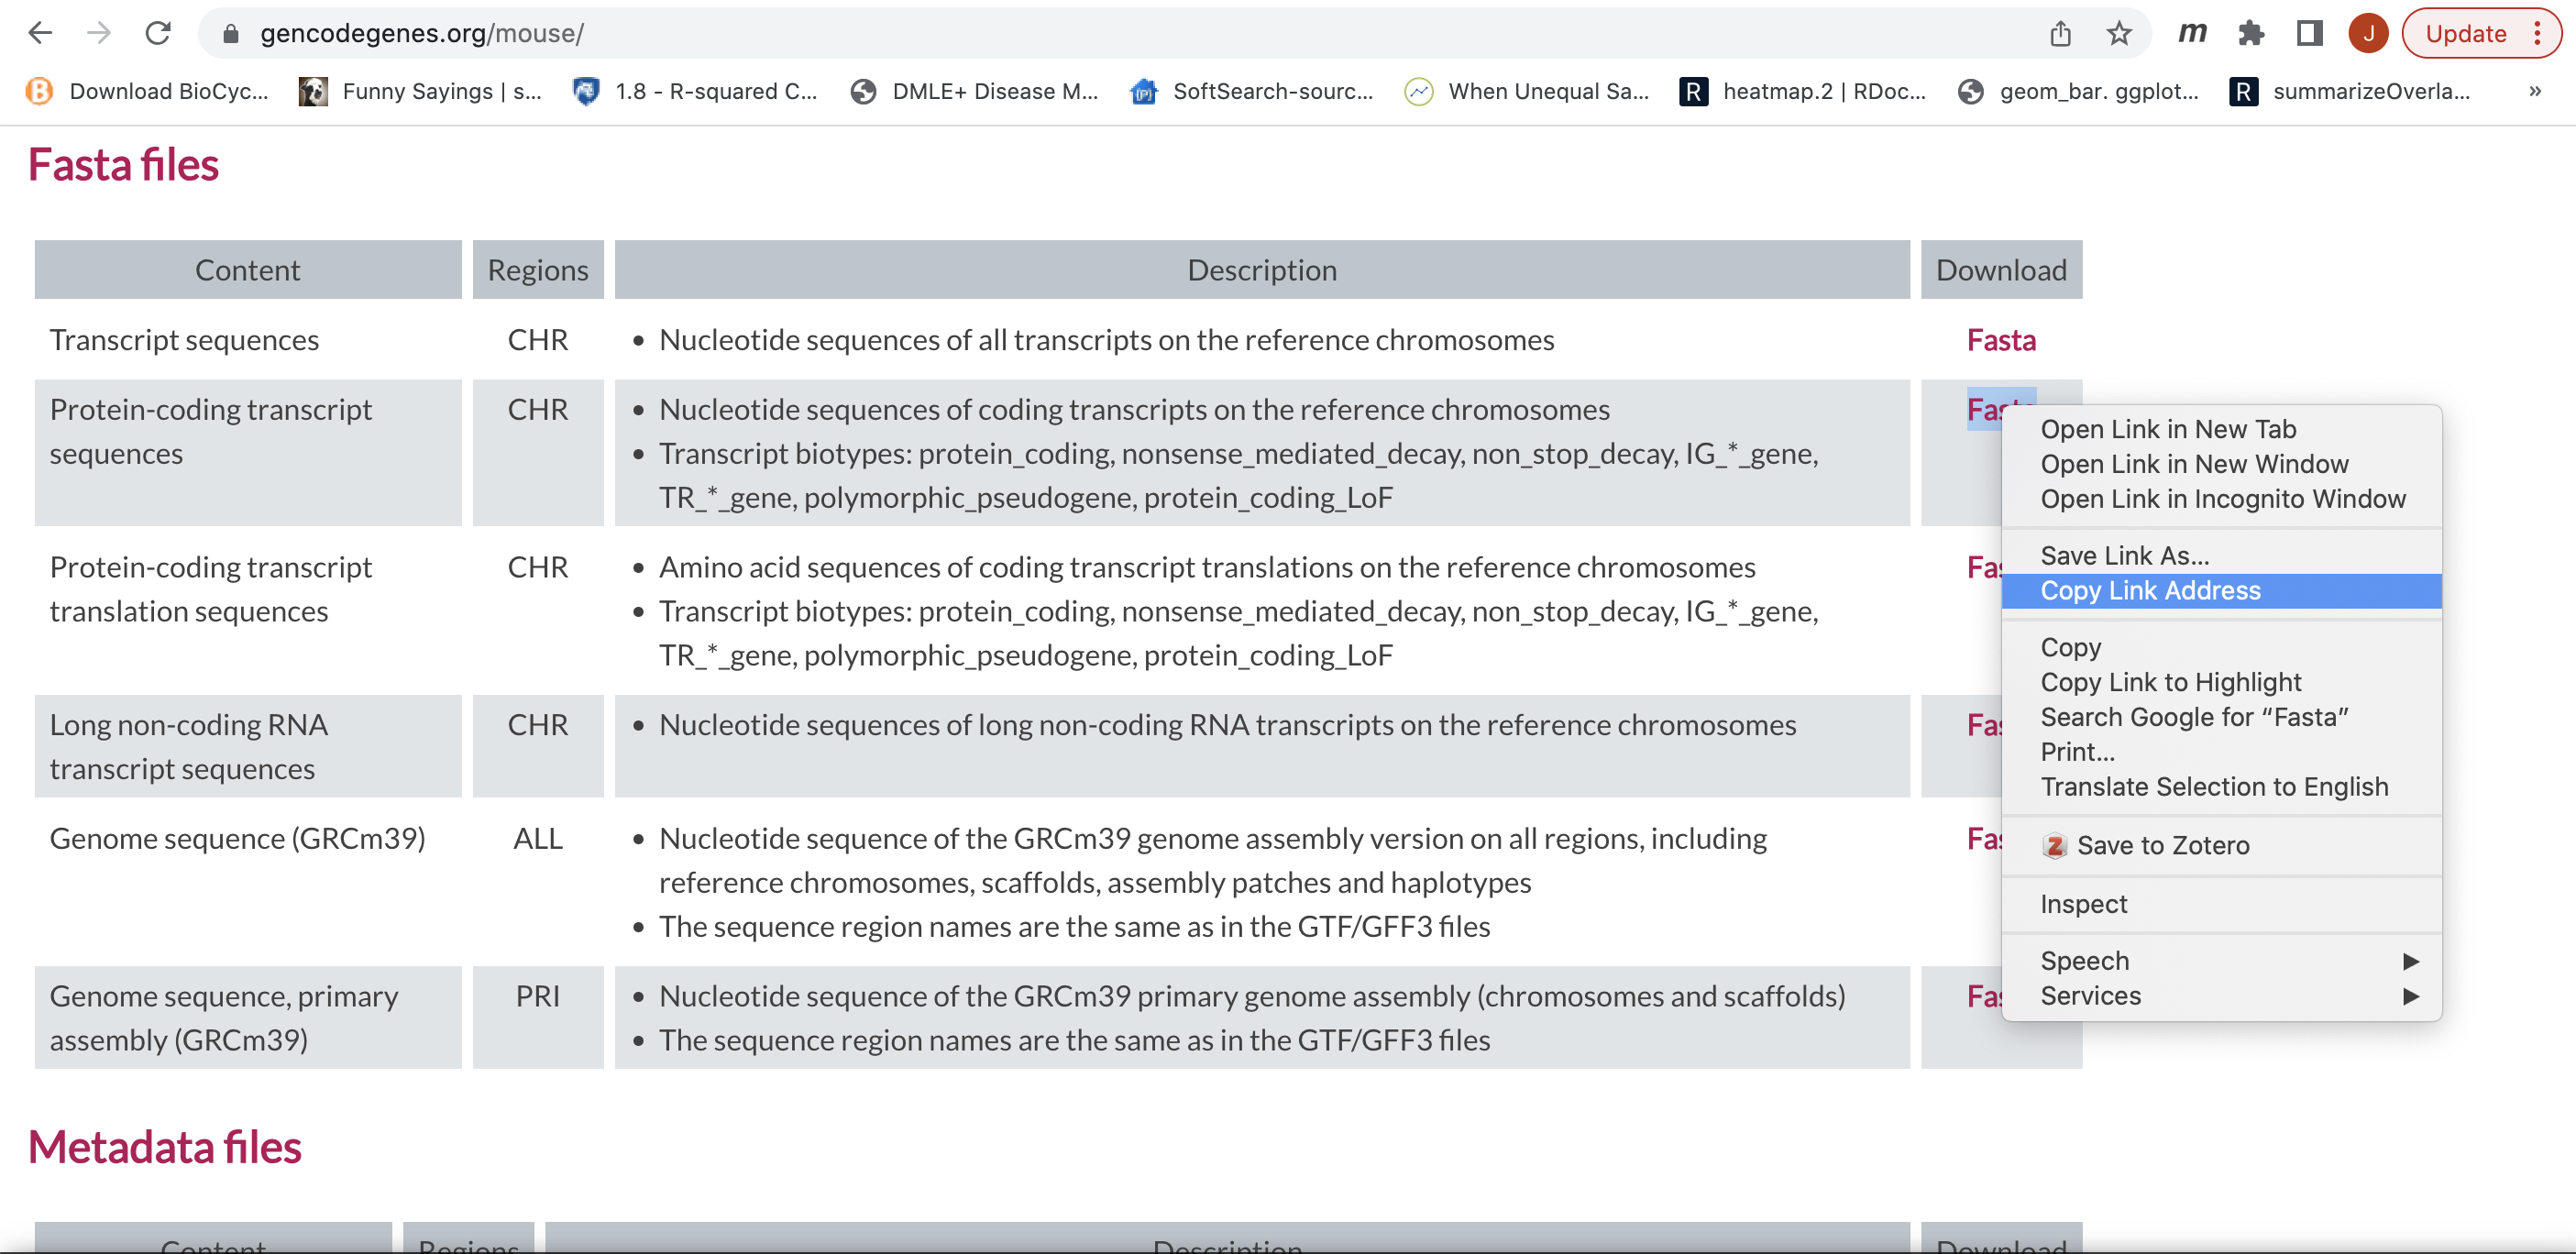 gencodegenes.org/mouse/
m
J
Update
Download BioCyc...
Funny Sayings | s...
1.8 - R-squared C...
DMLE+ Disease M...
SoftSearch-sourc...
When Unequal Sa...
R
heatmap.2 | RDoc...
geom_bar. ggplot...
R
summarizeOverla...
»
Fasta files
Content Regions Description Download
Transcript sequences CHR • Nucleotide sequences of all transcripts on the reference chromosomes Fasta
Protein-coding transcript CHR • Nucleotide sequences of coding transcripts on the reference chromosomes Fasta
sequences • Transcript biotypes: protein_coding, nonsense_mediated_decay, non_stop_decay, IG_*_gene,
TR_*_gene, polymorphic_pseudogene, protein_coding_LoF
Protein-coding transcript CHR • Amino acid sequences of coding transcript translations on the reference chromosomes Fas
translation sequences • Transcript biotypes: protein_coding, nonsense_mediated_decay, non_stop_decay, IG_*_gene,
TR_*_gene, polymorphic_pseudogene, protein_coding_LoF
Long non-coding RNA CHR • Nucleotide sequences of long non-coding RNA transcripts on the reference chromosomes Fas
transcript sequences
Genome sequence (GRCm39) ALL • Nucleotide sequence of the GRCm39 genome assembly version on all regions, including Fas
reference chromosomes, scaffolds, assembly patches and haplotypes
• The sequence region names are the same as in the GTF/GFF3 files
Genome sequence, primary PRI • Nucleotide sequence of the GRCm39 primary genome assembly (chromosomes and scaffolds) Fas
assembly (GRCm39) • The sequence region names are the same as in the GTF/GFF3 files
Open Link in New Tab
Open Link in New Window
Open Link in Incognito Window
Save Link As...
Copy Link Address
Copy
Copy Link to Highlight
Search Google for “Fasta”
Print...
Translate Selection to English
Z Save to Zotero
Inspect
Speech
Services
Metadata files
Content Regions Description Download